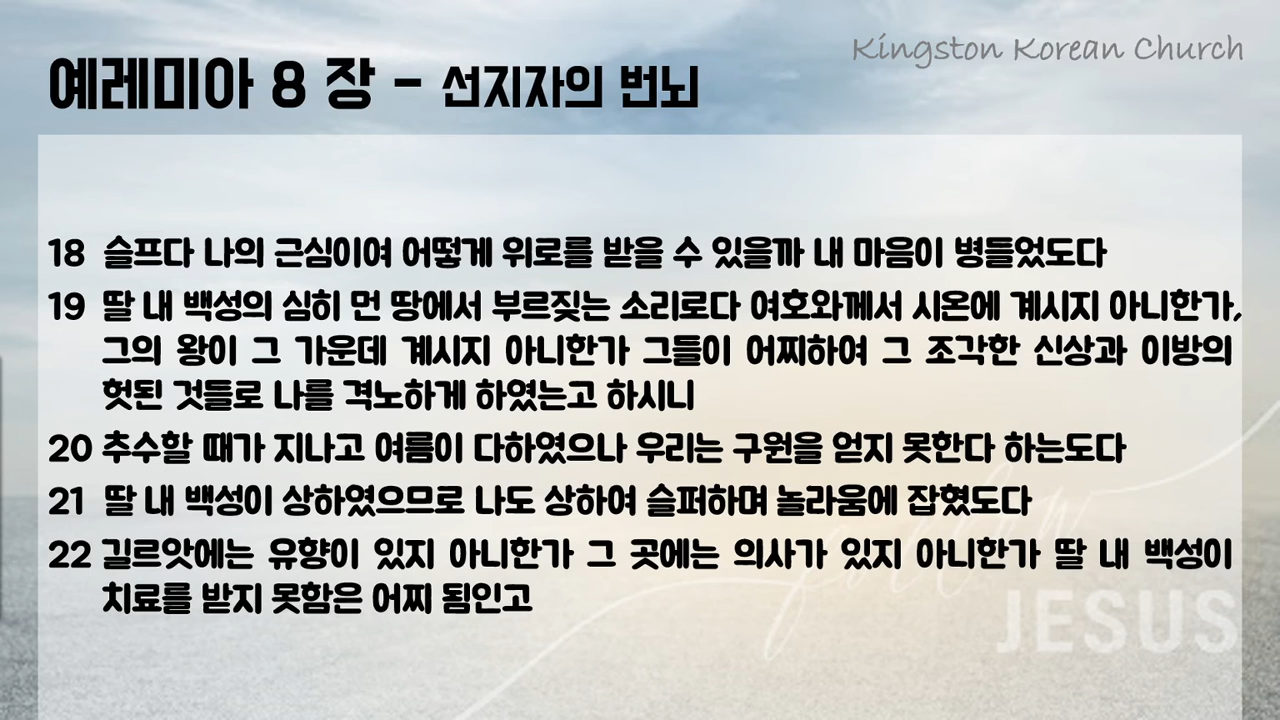 Kingston Korean Church
예레미야 8 장 - 선지자의 번뇌
18 슬프다 나의 근심이여 어떻게 위로를 받을 수 있을까 내 마음이 병들었도다
19 딸 내 백성의 심히 먼 땅에서 부르짖는 소리로다 여호와께서 시온에 계시지 아니한가,
그의 왕이 그 가운데 계시지 아니한가 그들이 어찌하여 그 조각한 신상과 이방의
헛된 것들로 나를 격노하게 하였는고 하시니
20 추수할 때가 지나고 여름이 다하였으나 우리는 구원을 얻지 못한다 하는도다
21 딸 내 백성이 상하였으므로 나도 상하여 슬퍼하며 놀라움에 잡혔도다
22 길르앗에는 유향이 있지 아니한가 그 곳에는 의사가 있지 아니한가 딸 내 백성이
치료를 받지 못함은 어찌 됨인고
follow
JESUS